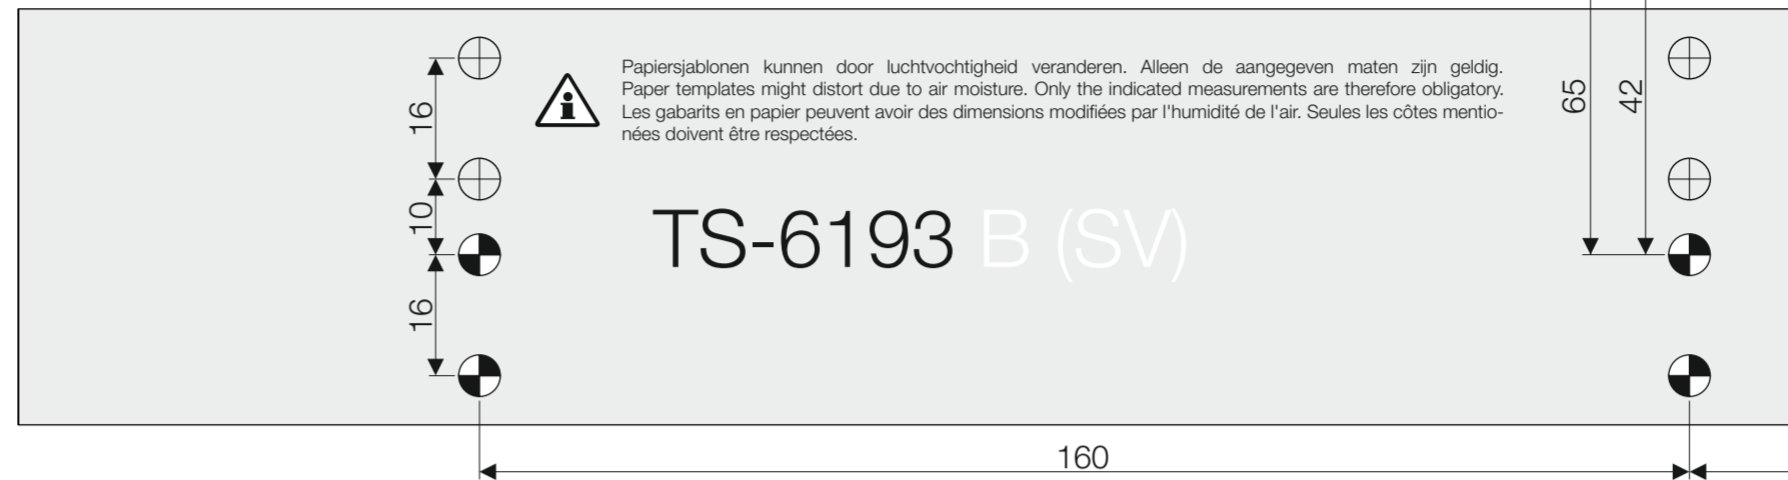 Papiersjablonen kunnen door luchtvochtigheid veranderen. Alleen de aangegeven maten zijn geldig.
Paper templates might distort due to air moisture. Only the indicated measurements are therefore obligatory.
Les gabarits en papier peuvent avoir des dimensions modifiées par l'humidité de l'air. Seules les côtes mentio-
nées doivent être respectées.
16
10
16
65
42
TS-6193 B (SV)
160